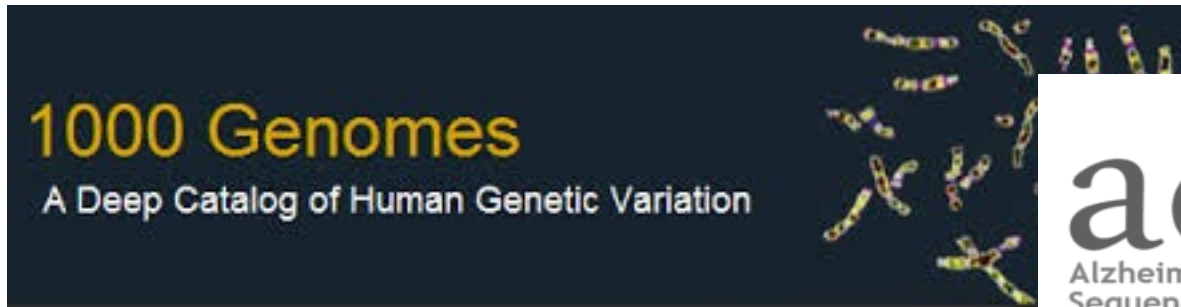 1000 Genomes
A Deep Catalog of Human Genetic Variation